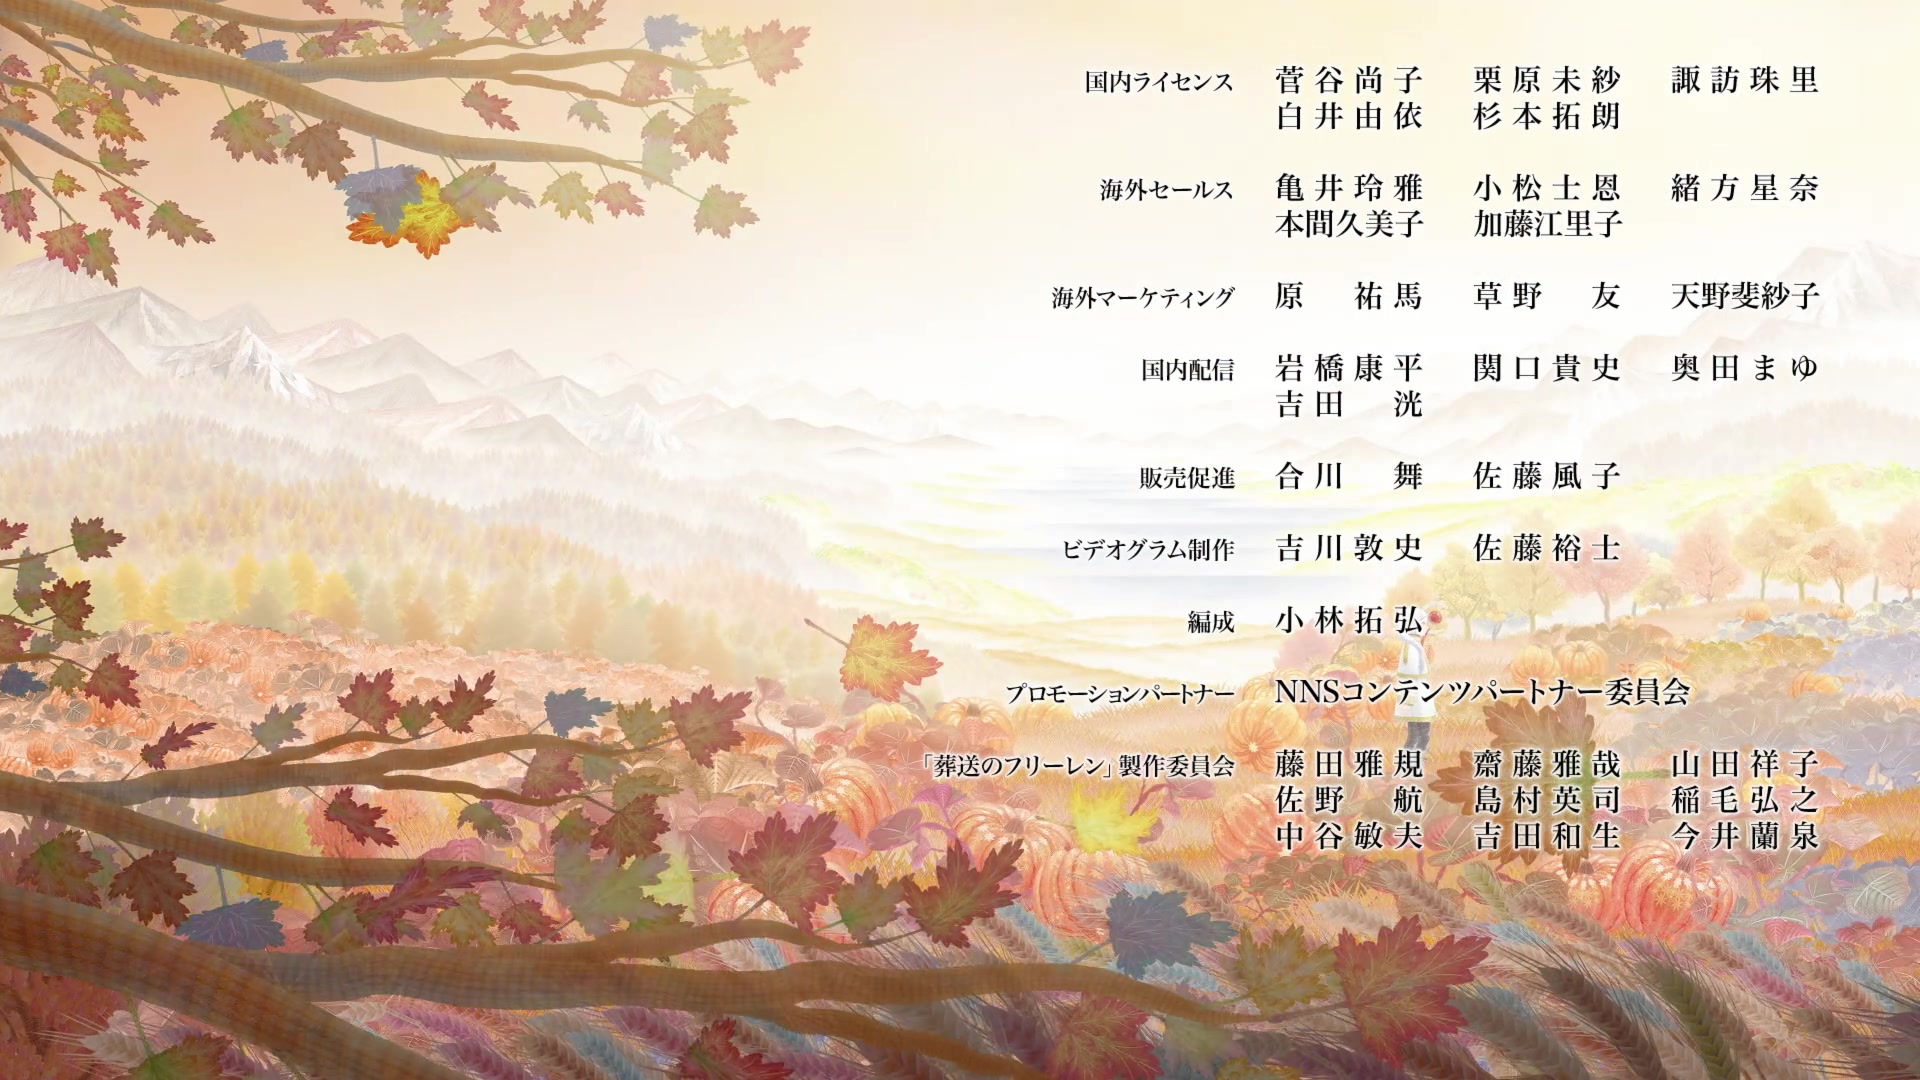 国内ライセンス 菅谷尚子 栗原未紗 諏訪珠里
白井由依 杉本拓朗
海外セールス 亀井玲雅 小松士恩 緒方星奈
本間久美子 加藤江里子
海外マーケティング 原祐馬 草野友 天野斐紗子
国内配信 岩橋康平 関口貴史 奥田まゆ
吉田洸
販売促進 合川舞 佐藤風子
ビデオグラム制作 吉川敦史 佐藤裕士
編成 小林拓弘
プロモーションパートナー NNSコンテンツパートナー委員会
「葬送のフリーレン」製作委員会 藤田雅規 齋藤雅哉 山田祥子
佐野航 島村英司 稲毛弘之
中谷敏夫 吉田和生 今井蘭泉